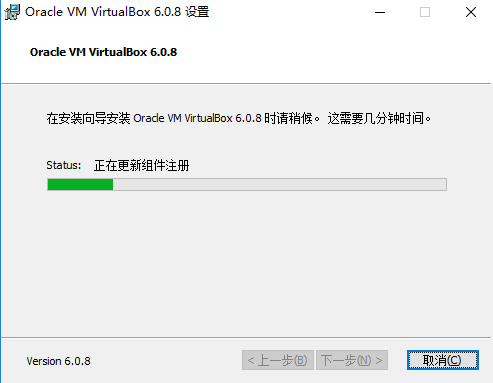 Oracle VM VirtualBox 6.0.8 设置
Oracle VM VirtualBox 6.0.8
在安装向导安装 Oracle VM VirtualBox 6.0.8 时请稍候。 这需要几分钟时间。
Status: 正在更新组件注册
Version 6.0.8 < 上一步(B) 下一步(N) > 取消(C)